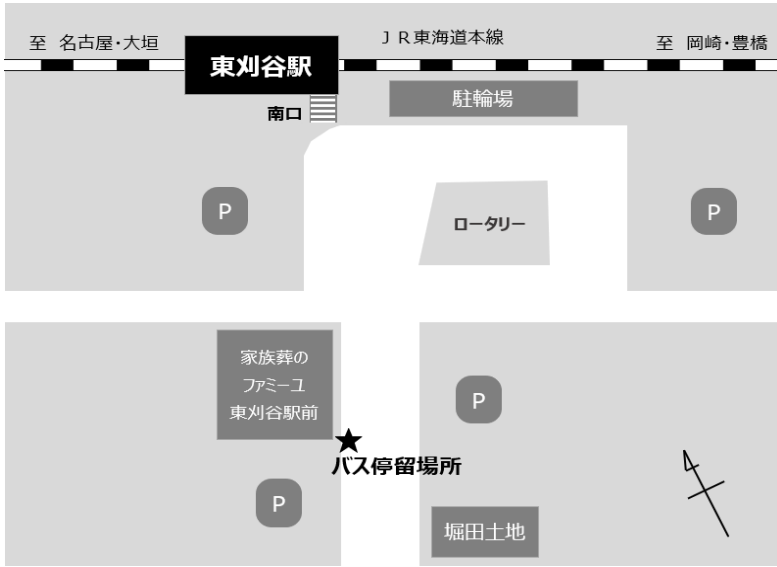 JR東海道本線
至 名古屋・大垣
至 岡崎・豊橋
東刈谷駅
駐輪場
南口
P
P
ロータリー
家族葬の
ファミーユ
東刈谷駅前
P
バス停留場所
P
堀田土地